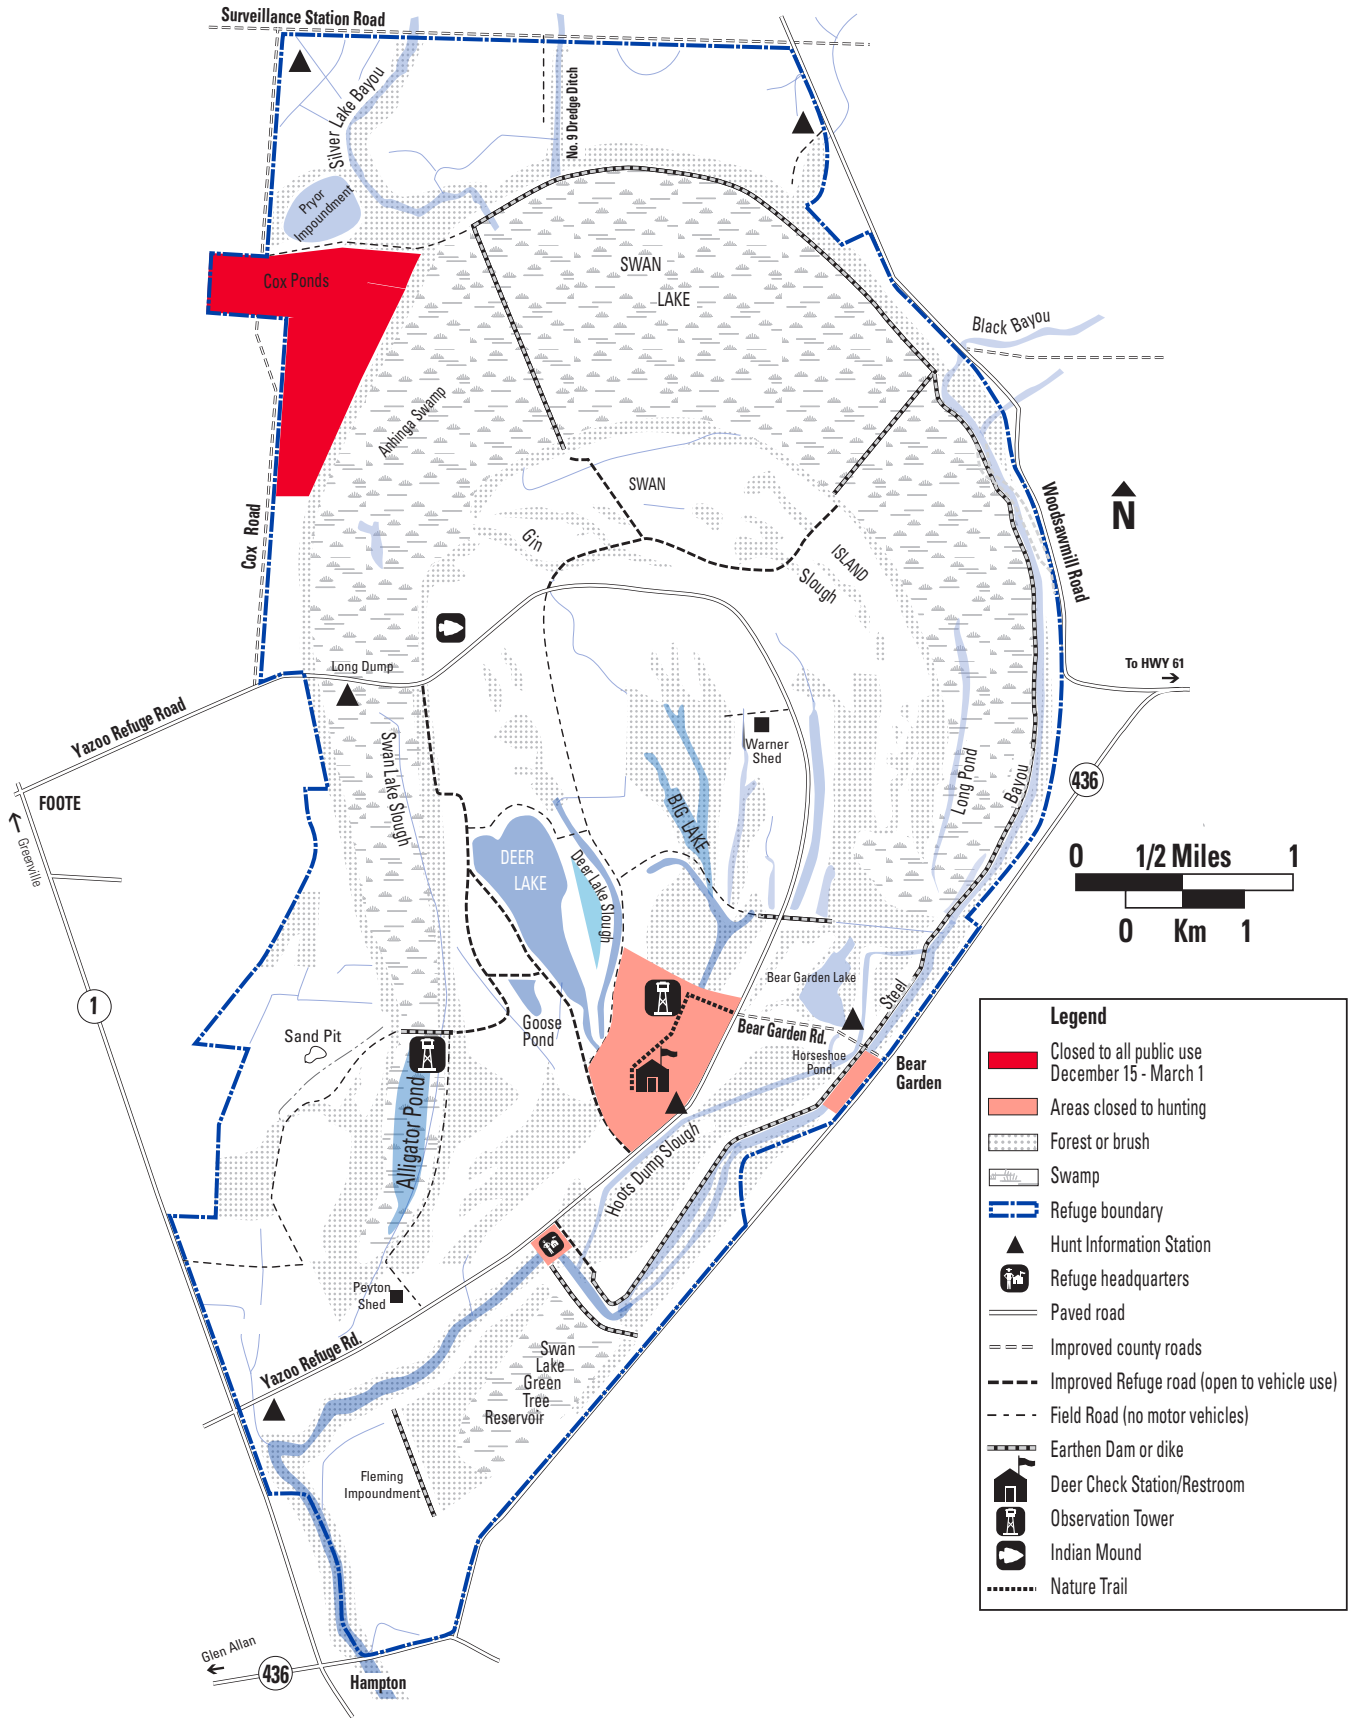 Surveillance Station Road
Silver Lake Bayou
No. 9 Dredge Ditch
Pryor
Impoundment
Cox Ponds
SWAN
LAKE
Black Bayou
Anhinga Swamp
SWAN
Gin
ISLAND
Slough
Cox Road
Woodsawmill Road
N
To HWY 61
Long Dump
Yazoo Refuge Road
FOOTE
Greenville
Swan Lake Slough
Warner
Shed
BIG LAKE
Long Pond
Bayou
436
0 1/2 Miles 1
0 Km 1
DEER
LAKE
Deer Lake Slough
1
Bear Garden Lake
Steel
Sand Pit
Goose
Pond
Bear Garden Rd.
Horseshoe
Pond
Bear
Garden
Alligator Pond
Hoots Dump Slough
Peyton
Shed
Yazoo Refuge Rd.
Swan
Lake
Green
Tree
Reservoir
Fleming
Impoundment
Glen Allan
436
Hampton
Legend
Closed to all public use
December 15 - March 1
Areas closed to hunting
Forest or brush
Swamp
Refuge boundary
Hunt Information Station
Refuge headquarters
Paved road
Improved county roads
Improved Refuge road (open to vehicle use)
Field Road (no motor vehicles)
Earthen Dam or dike
Deer Check Station/Restroom
Observation Tower
Indian Mound
Nature Trail